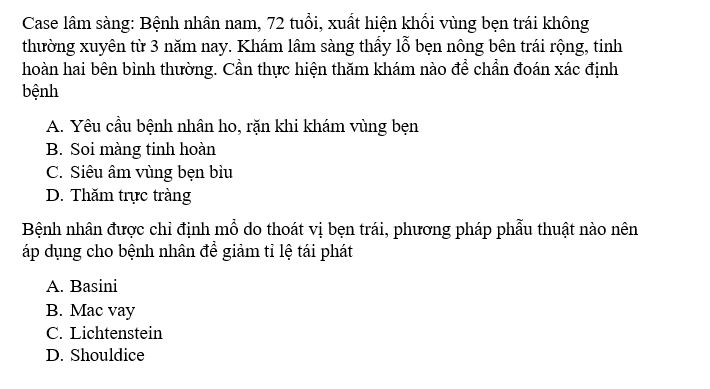 Case lâm sàng: Bệnh nhân nam, 72 tuổi, xuất hiện khối vùng bẹn trái không
thường xuyên từ 3 năm nay. Khám lâm sàng thấy lỗ bẹn nông bên trái rộng, tinh
hoàn hai bên bình thường. Cần thực hiện thăm khám nào để chẩn đoán xác định
bệnh
A. Yêu cầu bệnh nhân ho, rặn khi khám vùng bẹn
B. Soi màng tinh hoàn
C. Siêu âm vùng bẹn bìu
D. Thăm trực tràng
Bệnh nhân được chỉ định mổ do thoát vị bẹn trái, phương pháp phẫu thuật nào nên
áp dụng cho bệnh nhân để giảm tỉ lệ tái phát
A. Basini
B. Mac vay
C. Lichtenstein
D. Shouldice